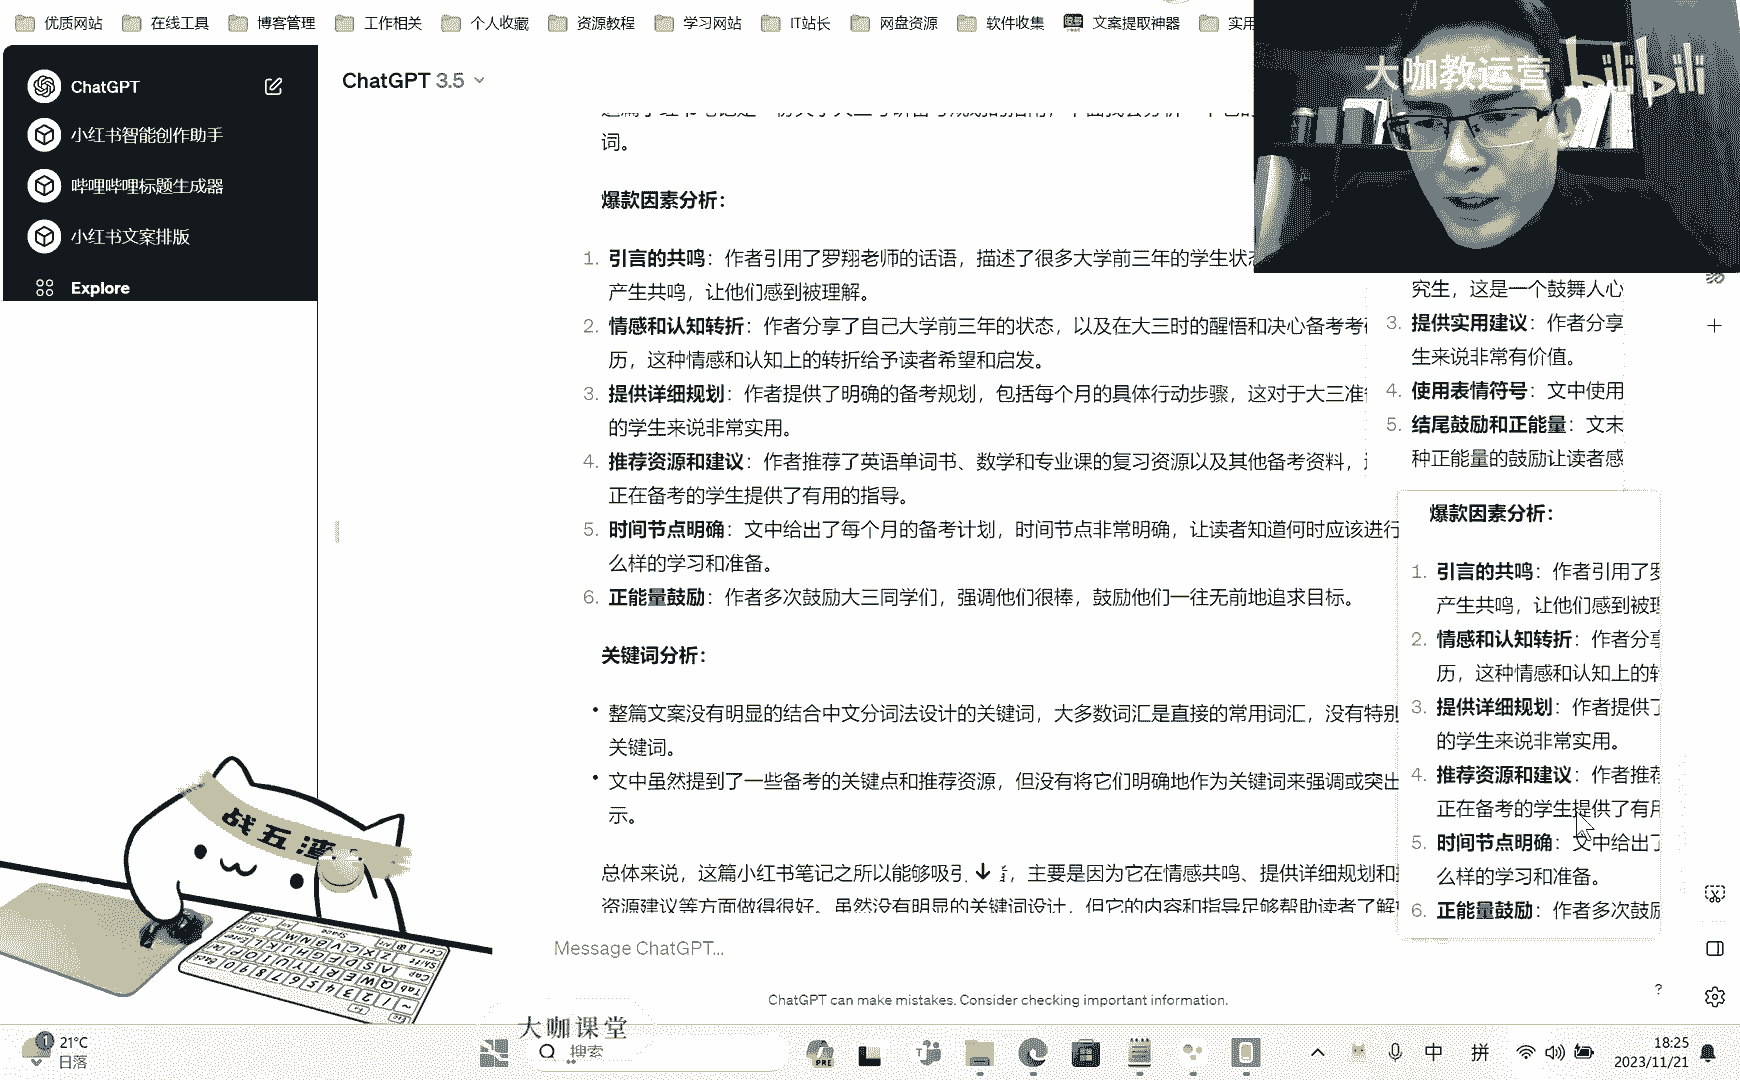 优质网站 在线工具 博客管理 工作相关 个人收藏 资源教程 学习网站 IT站长 网盘资源 软件收集 文案提取神器 实用
大咖教运营 bilibili
ChatGPT
小红书智能创作助手
哔哩哔哩标题生成器
小红书文案排版
Explore
ChatGPT 3.5
词。
爆款因素分析：
1. 引言的共鸣：作者引用了罗翔老师的话语，描述了很多大学前三年的学生状
产生共鸣，让他们感到被理解。
2. 情感和认知转折：作者分享了自己大学前三年的状态，以及在大三时的醒悟和决心备考考
历，这种情感和认知上的转折给予读者希望和启发。
3. 提供详细规划：作者提供了明确的备考规划，包括每个月的具体行动步骤，这对于大三准
的学生来说非常实用。
4. 推荐资源和建议：作者推荐了英语单词书、数学和专业课的复习资源以及其他备考资料，
正在备考的学生提供了有用的指导。
5. 时间节点明确：文中给出了每个月的备考计划，时间节点非常明确，让读者知道何时应该进行
么样的学习和准备。
6. 正能量鼓励：作者多次鼓励大三同学们，强调他们很棒，鼓励他们一往无前地追求目标。
关键词分析：
• 整篇文案没有明显的结合中文分词法设计的关键词，大多数词汇是直接的常用词汇，没有特别
关键词。
• 文中虽然提到了一些备考的关键点和推荐资源，但没有将它们明确地作为关键词来强调或突出
示。
总体来说，这篇小红书笔记之所以能够吸引，主要是因为它在情感共鸣、提供详细规划和
资源建议等方面做得很好。虽然没有明显的关键词设计，但它的内容和指导足够帮助读者了解
Message ChatGPT...
ChatGPT can make mistakes. Consider checking important information.
?
究生，这是一个鼓舞人心
3. 提供实用建议：作者分享
生来说非常有价值。
4. 使用表情符号：文中使用
5. 结尾鼓励和正能量：文末
种正能量的鼓励让读者感
爆款因素分析：
1. 引言的共鸣：作者引用了罗
产生共鸣，让他们感到被理
2. 情感和认知转折：作者分享
历，这种情感和认知上的转
3. 提供详细规划：作者提供了
的学生来说非常实用。
4. 推荐资源和建议：作者推荐
正在备考的学生提供了有用
5. 时间节点明确：文中给出了
么样的学习和准备。
6. 正能量鼓励：作者多次鼓励
战五渣
大咖课堂
1 21°C
日落
搜索
PRE
中 拼
18:25
2023/11/21